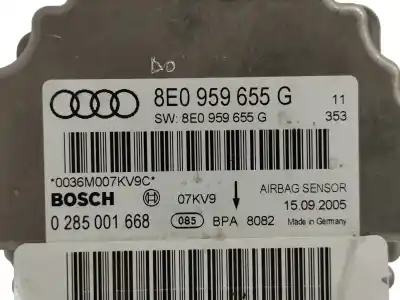 8E0 959 655 G 11
SW: 8E0 959 655 G 353
*0036M007KV9C*
BOSCH 07KV9 AIRBAG SENSOR
15.09.2005
0 285 001 668 085 BPA 8082 Made in Germany